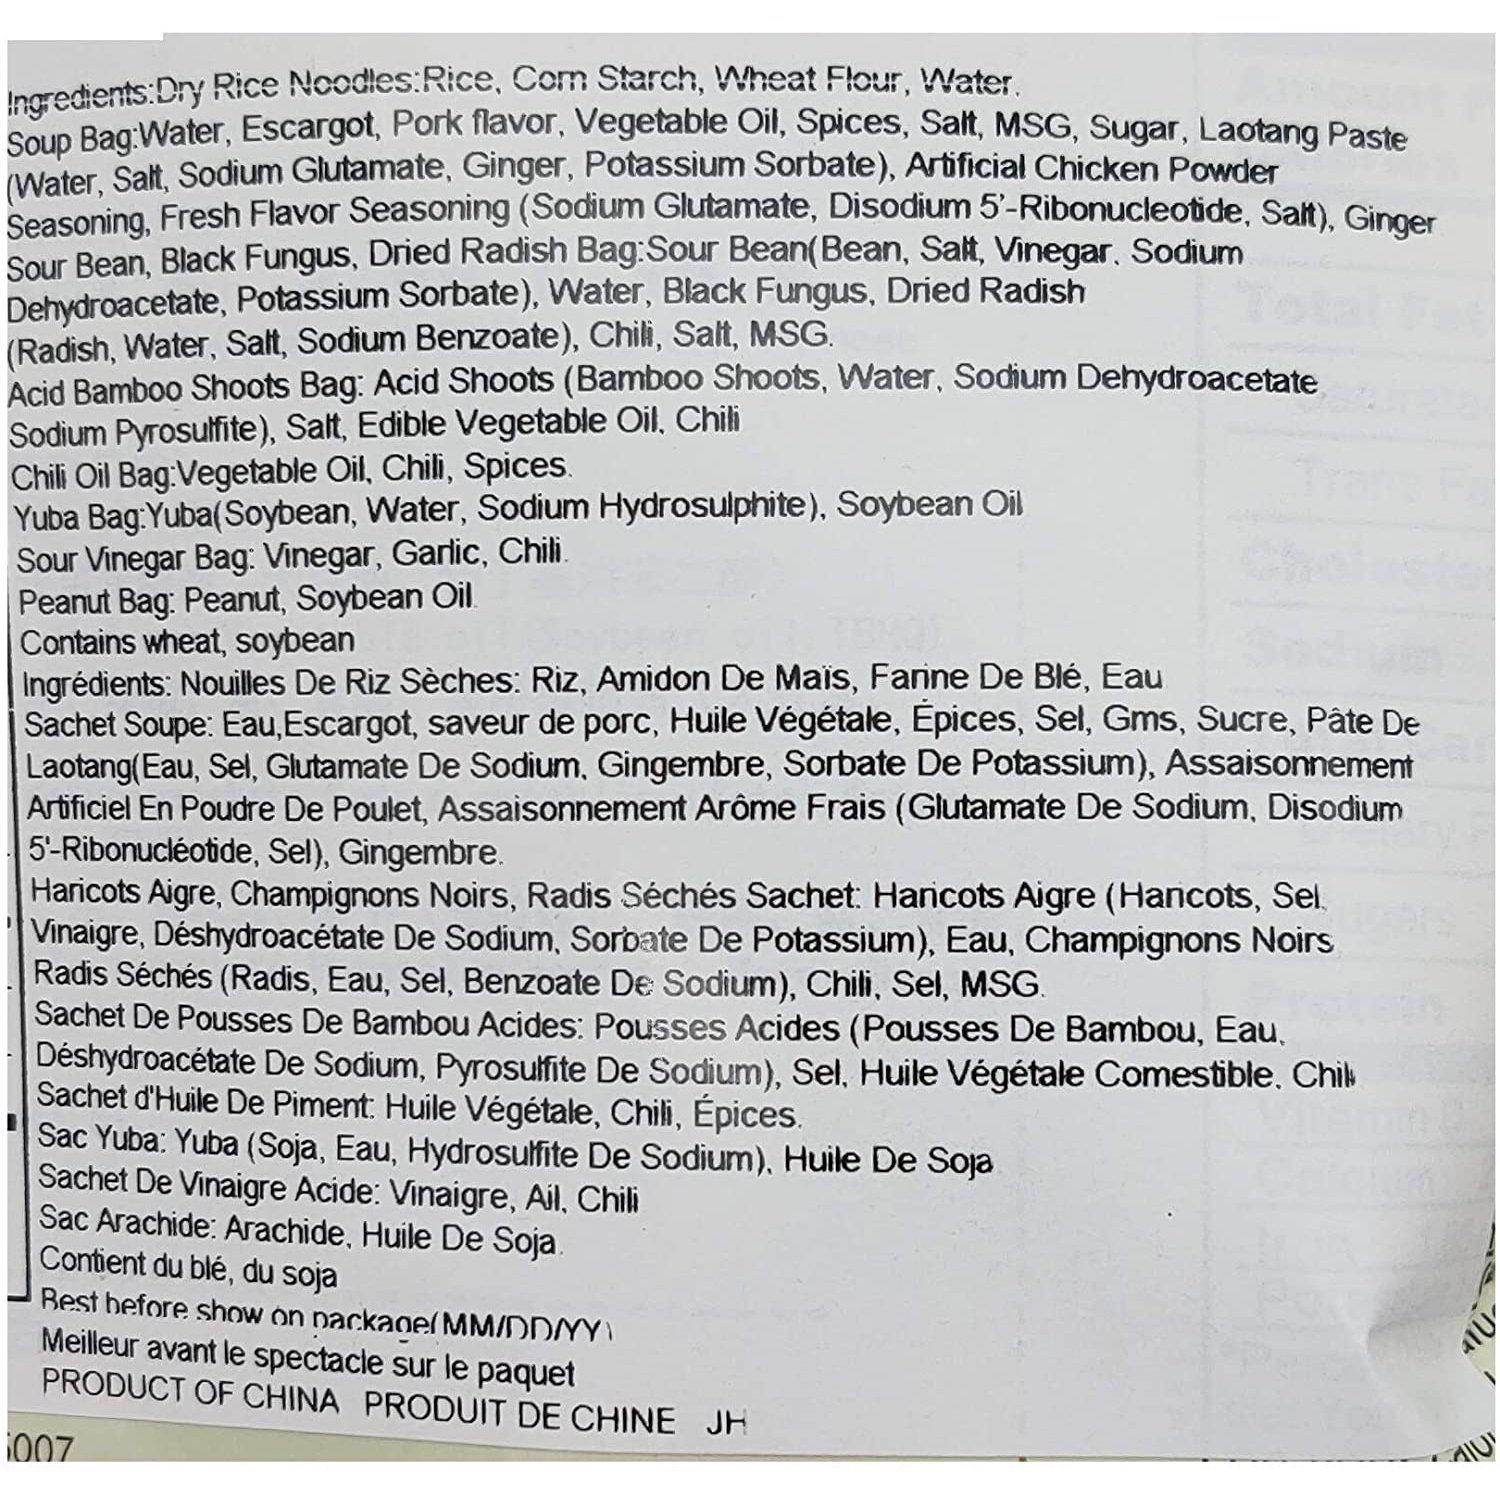 Ingredients:Dry Rice Noodles:Rice, Corn Starch, Wheat Flour, Water.
Soup Bag:Water, Escargot, Pork flavor, Vegetable Oil, Spices, Salt, MSG, Sugar, Laotang Paste
(Water, Salt, Sodium Glutamate, Ginger, Potassium Sorbate), Artificial Chicken Powder
Seasoning, Fresh Flavor Seasoning (Sodium Glutamate, Disodium 5'-Ribonucleotide, Salt), Ginger
Sour Bean, Black Fungus, Dried Radish Bag:Sour Bean(Bean, Salt, Vinegar, Sodium
Dehydroacetate, Potassium Sorbate), Water, Black Fungus, Dried Radish
(Radish, Water, Salt, Sodium Benzoate), Chili, Salt, MSG.
Acid Bamboo Shoots Bag: Acid Shoots (Bamboo Shoots, Water, Sodium Dehydroacetate
Sodium Pyrosulfite), Salt, Edible Vegetable Oil, Chili
Chili Oil Bag:Vegetable Oil, Chili, Spices.
Yuba Bag:Yuba(Soybean, Water, Sodium Hydrosulphite), Soybean Oil
Sour Vinegar Bag: Vinegar, Garlic, Chili
Peanut Bag: Peanut, Soybean Oil
Contains wheat, soybean
Ingrédients: Nouilles De Riz Sèches: Riz, Amidon De Maïs, Farine De Blé, Eau
Sachet Soupe: Eau,Escargot, saveur de porc, Huile Végétale, Épices, Sel, Gms, Sucre, Pâte De
Laotang(Eau, Sel, Glutamate De Sodium, Gingembre, Sorbate De Potassium), Assaisonnement
Artificiel En Poudre De Poulet, Assaisonnement Arôme Frais (Glutamate De Sodium, Disodium
5'-Ribonucléotide, Sel), Gingembre.
Haricots Aigre, Champignons Noirs, Radis Séchés Sachet: Haricots Aigre (Haricots, Sel,
Vinaigre, Déshydroacétate De Sodium, Sorbate De Potassium), Eau, Champignons Noirs
Radis Séchés (Radis, Eau, Sel, Benzoate De Sodium), Chili, Sel, MSG.
Sachet De Pousses De Bambou Acides: Pousses Acides (Pousses De Bambou, Eau,
Déshydroacétate De Sodium, Pyrosulfite De Sodium), Sel, Huile Végétale Comestible, Chili
Sachet d'Huile De Piment: Huile Végétale, Chili, Épices.
Sac Yuba: Yuba (Soja, Eau, Hydrosulfite De Sodium), Huile De Soja
Sachet De Vinaigre Acide: Vinaigre, Ail, Chili
Sac Arachide: Arachide, Huile De Soja.
Contient du blé, du soja
Best before show on package(MM/DD/YY)
Meilleur avant le spectacle sur le paquet
PRODUCT OF CHINA PRODUIT DE CHINE JH
5007